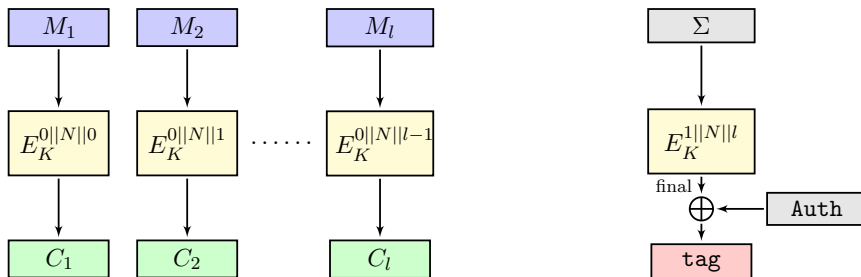 M_1 M_2 M_l Σ
E_K^{0||N||0} E_K^{0||N||1} ······ E_K^{0||N||l−1} E_K^{1||N||l}
final
Auth
C_1 C_2 C_l tag